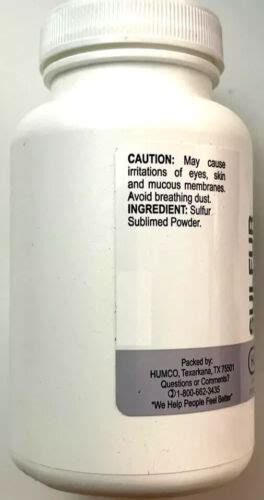 CAUTION: May cause
irritations of eyes, skin
and mucous membranes.
Avoid breathing dust.
INGREDIENT: Sulfur
Sublimed Powder.
SULFUR
Packed by:
HUMCO, Texarkana, TX 75501
Questions or Comments?
1-800-662-3435
"We Help People Feel Better"